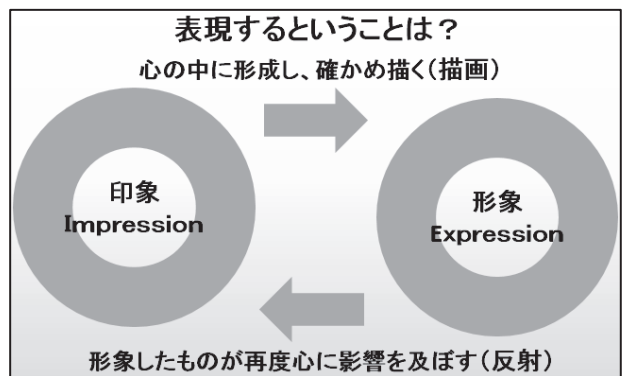 表現するということは？
心の中に形成し、確かめ描く（描画）
印象
Impression
形象
Expression
形象したものが再度心に影響を及ぼす（反射）